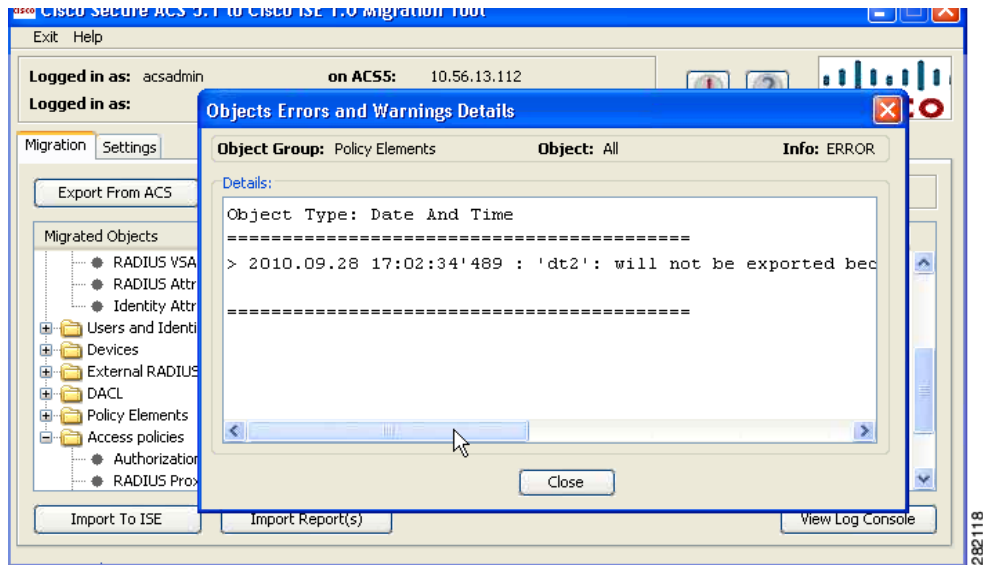 Cisco Secure ACS 5.1 to Cisco ISE 1.0 Migration Tool
Exit Help
Logged in as: acsadmin on ACS5: 10.56.13.112
Logged in as:
Objects Errors and Warnings Details
Migration Settings
Object Group: Policy Elements Object: All Info: ERROR
Export From ACS
Details:
Object Type: Date And Time
==========================================
> 2010.09.28 17:02:34'489 : 'dt2': will not be exported bec
==========================================
Migrated Objects
RADIUS VSA
RADIUS Attr
Identity Attr
Users and Identi
Devices
External RADIUS
DACL
Policy Elements
Access policies
Authorization
RADIUS Prox
Close
Import To ISE Import Report(s) View Log Console
282118